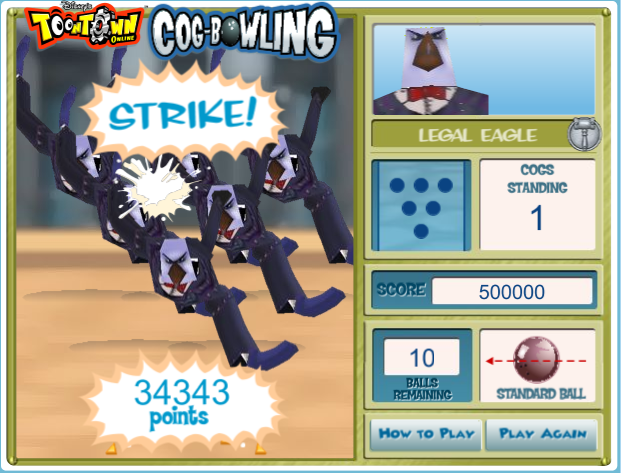 Disney's
TOONTOWN
ONLINE
COG-BOWLING
STRIKE!
34343
points
LEGAL EAGLE
COGS
STANDING
1
SCORE
500000
10
BALLS
REMAINING
STANDARD BALL
HOW TO PLAY
PLAY AGAIN